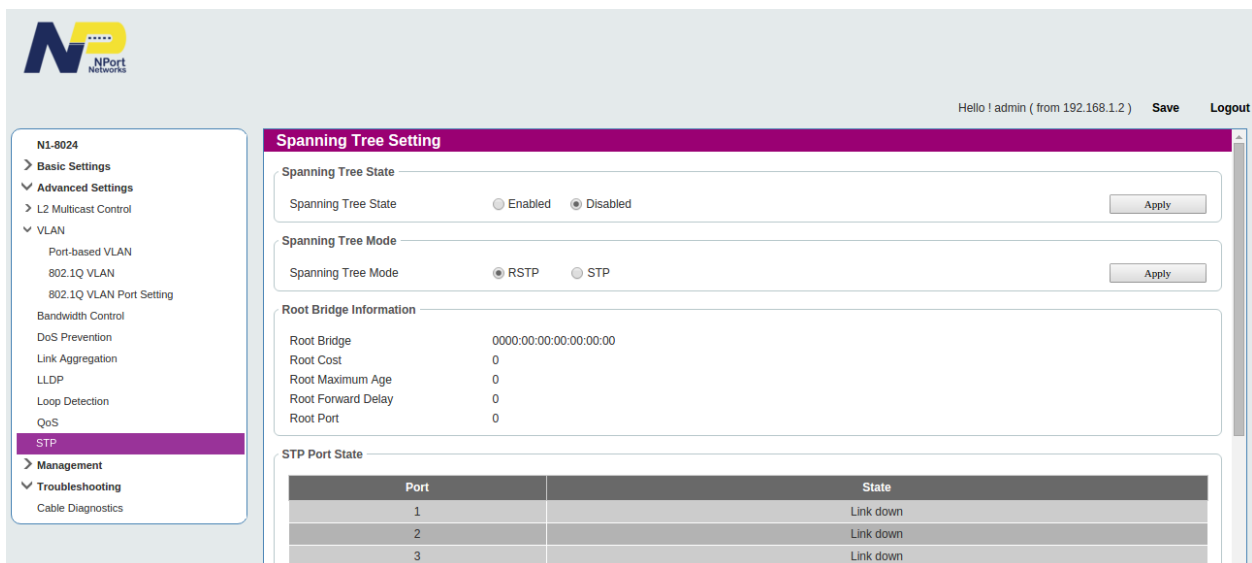 NPort
Networks
Hello ! admin ( from 192.168.1.2 ) Save Logout
N1-8024
Basic Settings
Advanced Settings
L2 Multicast Control
VLAN
Port-based VLAN
802.1Q VLAN
802.1Q VLAN Port Setting
Bandwidth Control
DoS Prevention
Link Aggregation
LLDP
Loop Detection
QoS
STP
Management
Troubleshooting
Cable Diagnostics
Spanning Tree Setting
Spanning Tree State
Spanning Tree State Enabled Disabled Apply
Spanning Tree Mode
Spanning Tree Mode RSTP STP Apply
Root Bridge Information
Root Bridge 0000:00:00:00:00:00:00
Root Cost 0
Root Maximum Age 0
Root Forward Delay 0
Root Port 0
STP Port State
Port State
1 Link down
2 Link down
3 Link down